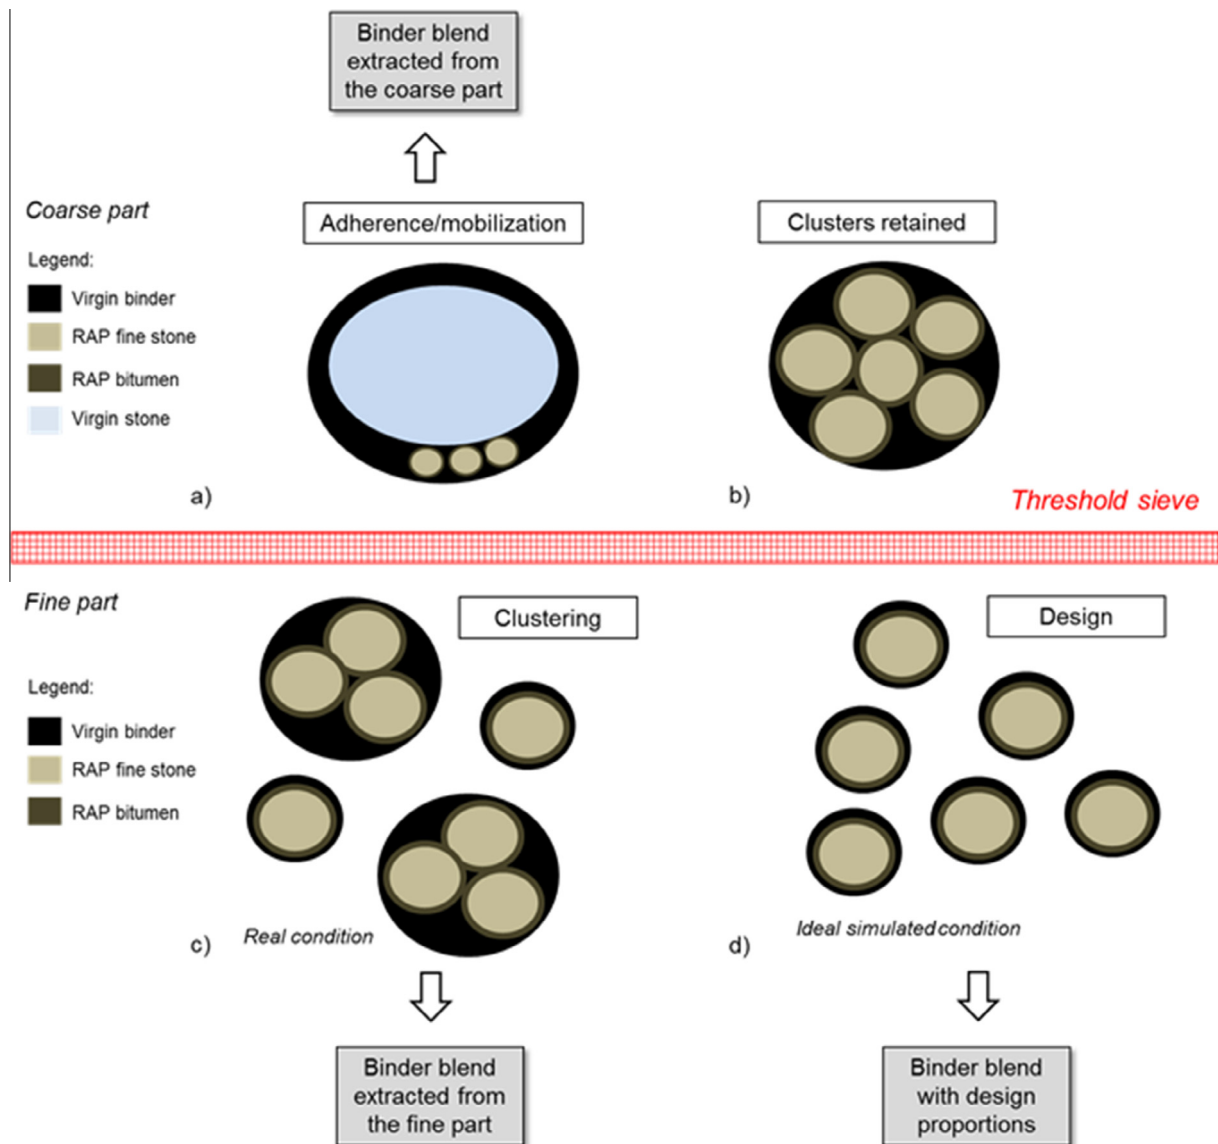 Binder blend
extracted from
the coarse part
Coarse part
Adherence/mobilization
Clusters retained
Legend:
Virgin binder
RAP fine stone
RAP bitumen
Virgin stone
a)
b)
Threshold sieve
Fine part
Clustering
Design
Legend:
Virgin binder
RAP fine stone
RAP bitumen
c)
Real condition
d)
Ideal simulated condition
Binder blend
extracted from
the fine part
Binder blend
with design
proportions